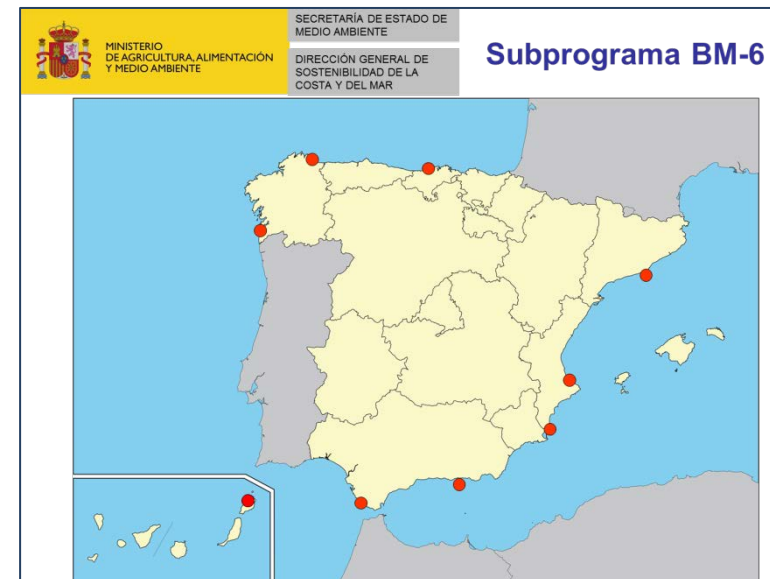 MINISTERIO
DE AGRICULTURA, ALIMENTACIÓN
Y MEDIO AMBIENTE
SECRETARÍA DE ESTADO DE
MEDIO AMBIENTE
DIRECCIÓN GENERAL DE
SOSTENIBILIDAD DE LA
COSTA Y DEL MAR
Subprograma BM-6